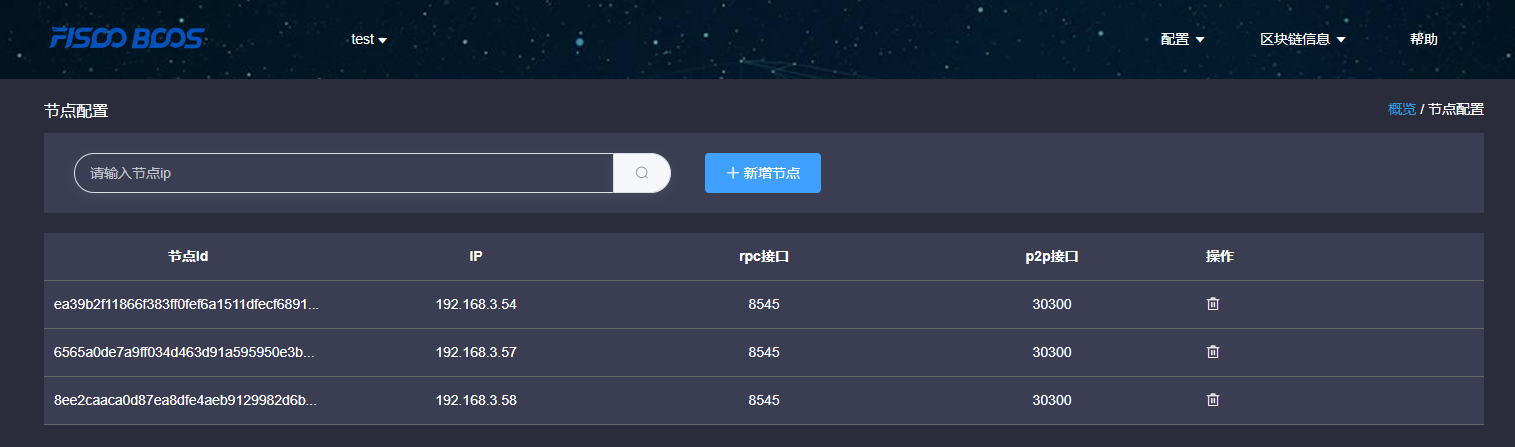 FISCO BCOS test 配置 区块链信息 帮助
节点配置 概览 / 节点配置
请输入节点ip 新增节点
节点Id IP rpc接口 p2p接口 操作
ea39b2f11866f383ff0fef6a1511dfecf6891... 192.168.3.54 8545 30300
6565a0de7a9ff034d463d91a595950e3b... 192.168.3.57 8545 30300
8ee2caaca0d87ea8dfe4aeb9129982d6b... 192.168.3.58 8545 30300